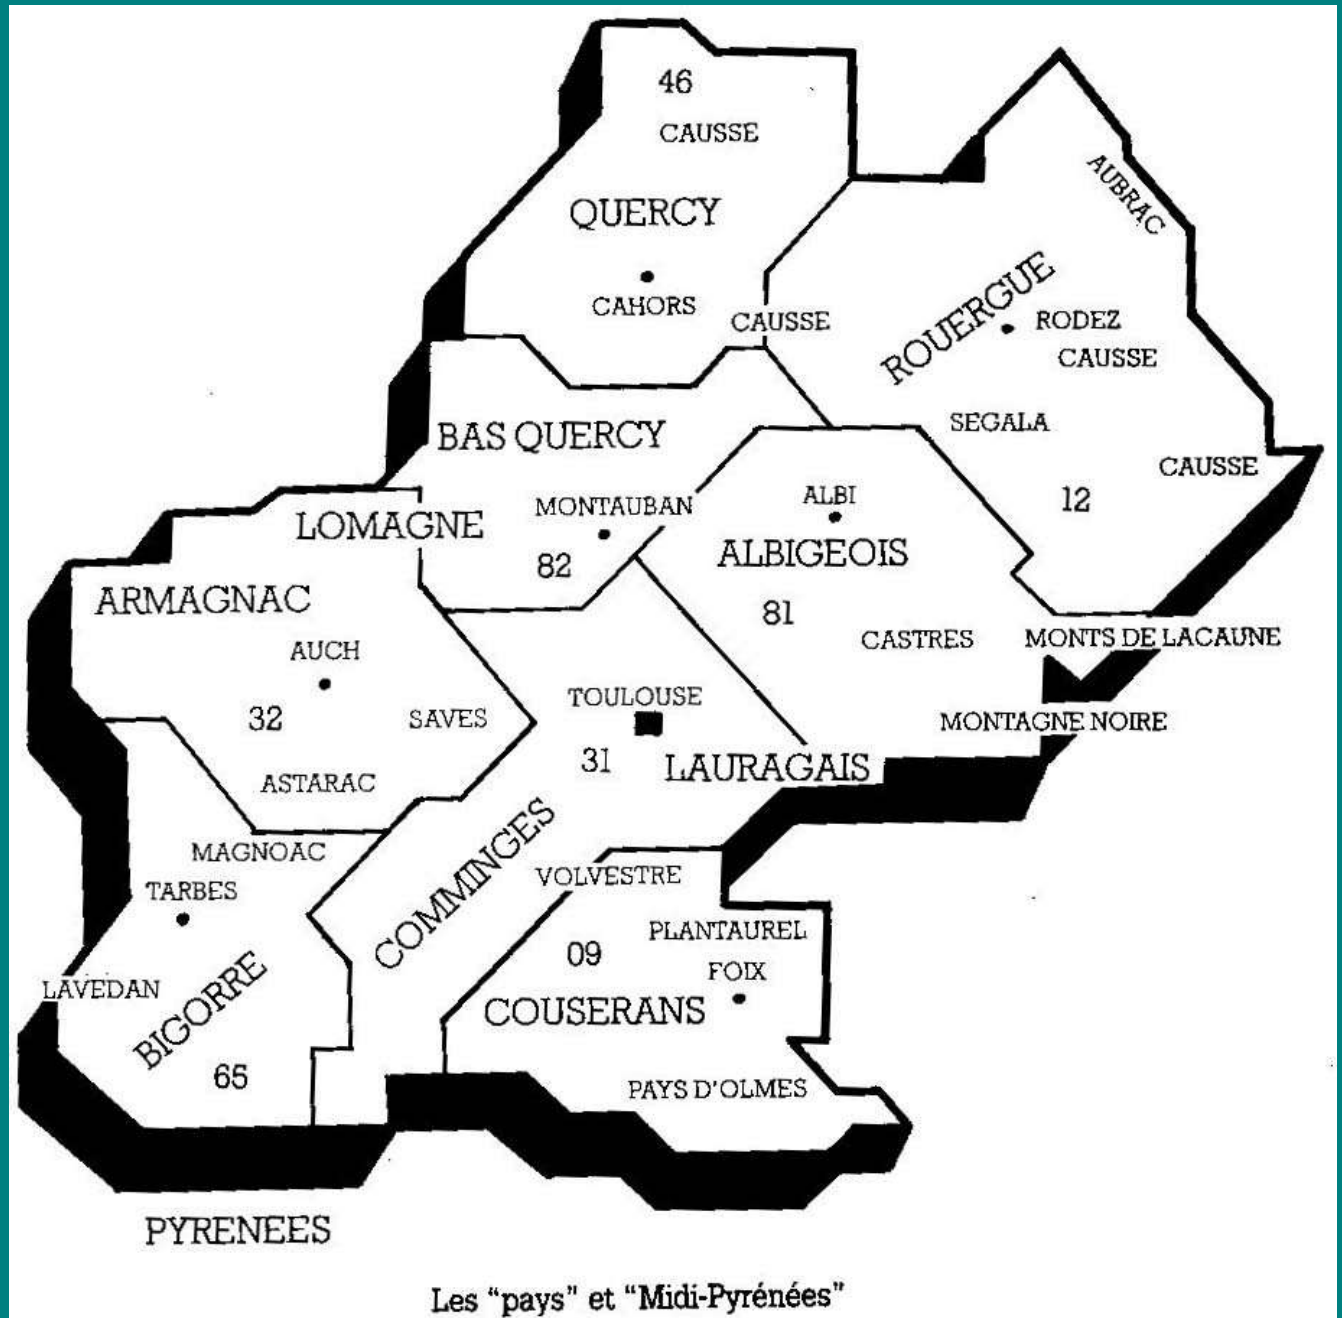 46
CAUSSE
AUBRAC
QUERCY
CAHORS
CAUSSE
ROUERGUE
RODEZ
CAUSSE
SEGALA
BAS QUERCY
CAUSSE
ALBI
12
MONTAUBAN
LOMAGNE
82
ALBIGEOIS
ARMAGNAC
81
CASTRES
MONTS DE LACAUNE
AUCH
TOULOUSE
32
SAVES
MONTAGNE NOIRE
31
LAURAGAIS
ASTARAC
MAGNOAC
COMMINGES
VOLVESTRE
TARBES
PLANTAUREL
09
FOIX
LAVEDAN
BIGORRE
COUSERANS
65
PAYS D'OLMES
PYRENEES
Les "pays" et "Midi-Pyrénées"